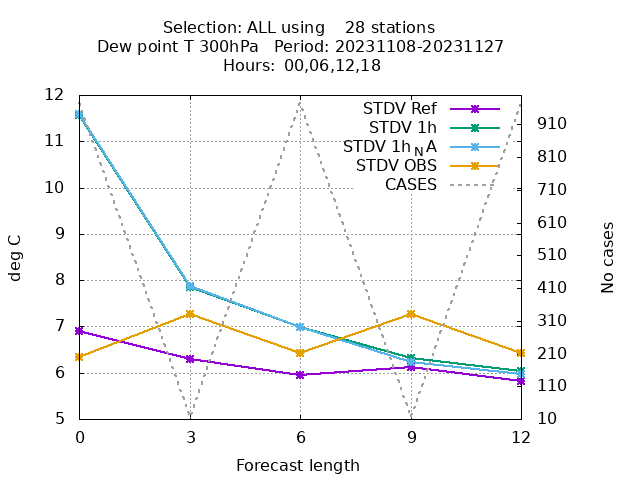 Selection: ALL using    28 stations
Dew point T 300hPa   Period: 20231108-20231127
Hours: 00,06,12,18
STDV Ref
STDV 1h
STDV 1h_N A
STDV OBS
CASES
deg C
12
11
10
9
8
7
6
5
910
810
710
610
510
410
310
210
110
10
No cases
0 3 6 9 12
Forecast length